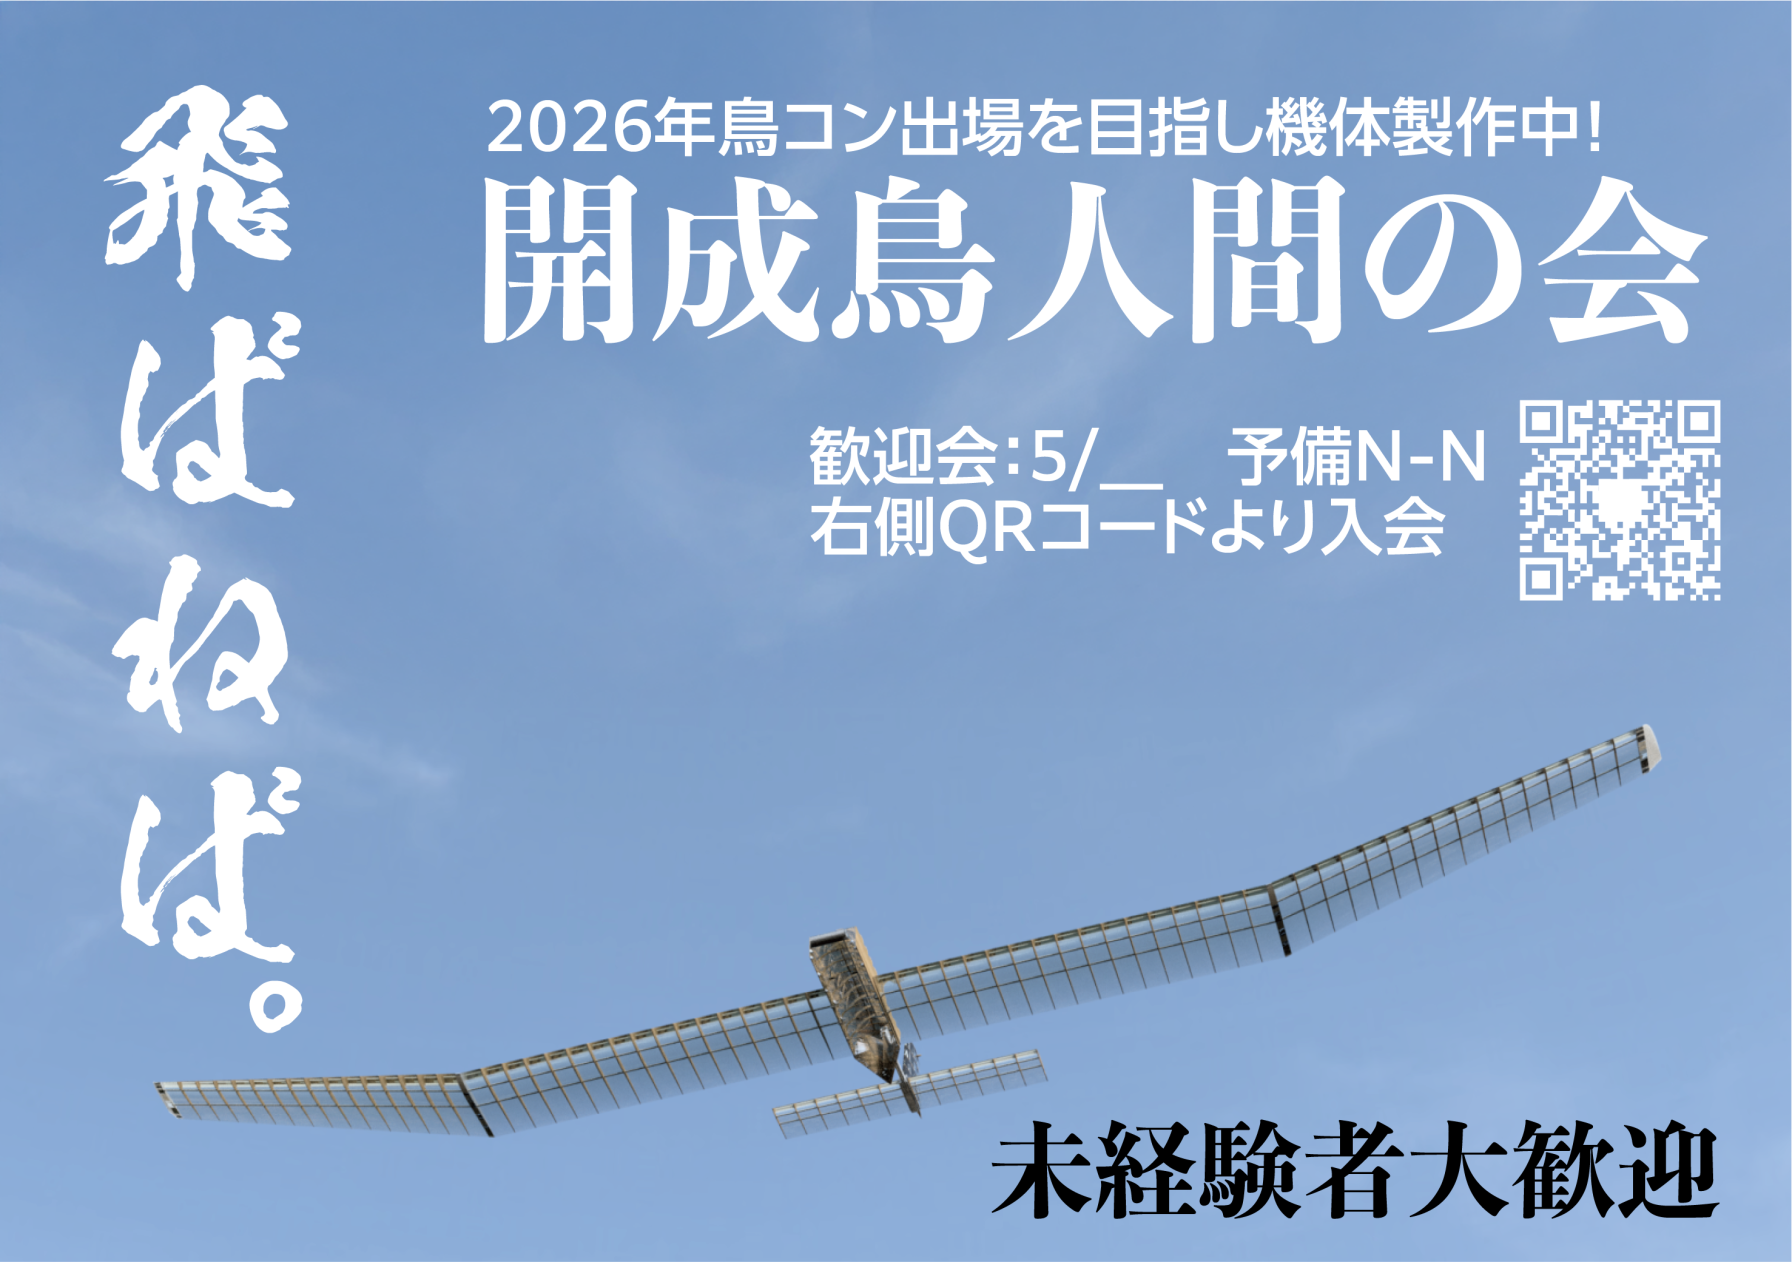 飛ばねば。
2026年鳥コン出場を目指し機体製作中!
開成鳥人間の会
歓迎会:5/__ 予備N-N
右側QRコードより入会
未経験者大歓迎